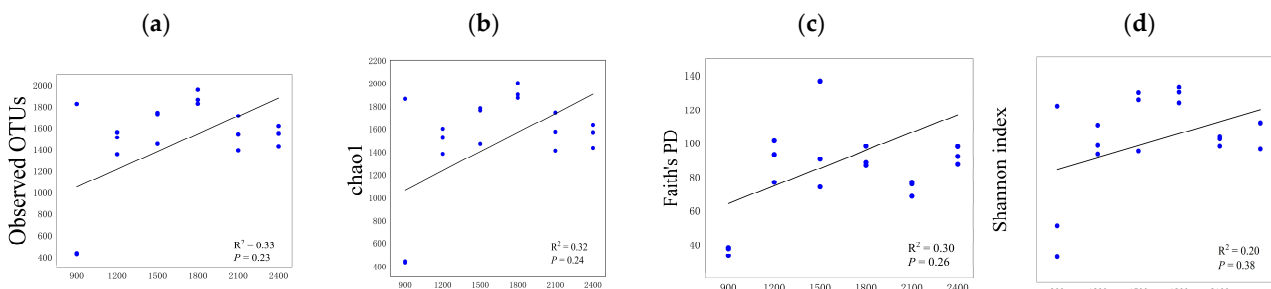 (a)
(b)
(c)
(d)
Observed OTUs
2000
1800
1600
1400
1200
1000
800
600
400
R² = 0.33
P = 0.23
900 1200 1500 1800 2100 2400
chao1
2200
2000
1800
1600
1400
1200
1000
800
600
400
R² = 0.32
P = 0.24
900 1200 1500 1800 2100 2400
Faith's PD
140
120
100
80
60
40
R² = 0.30
P = 0.26
900 1200 1500 1800 2100 2400
Shannon index
R² = 0.20
P = 0.38